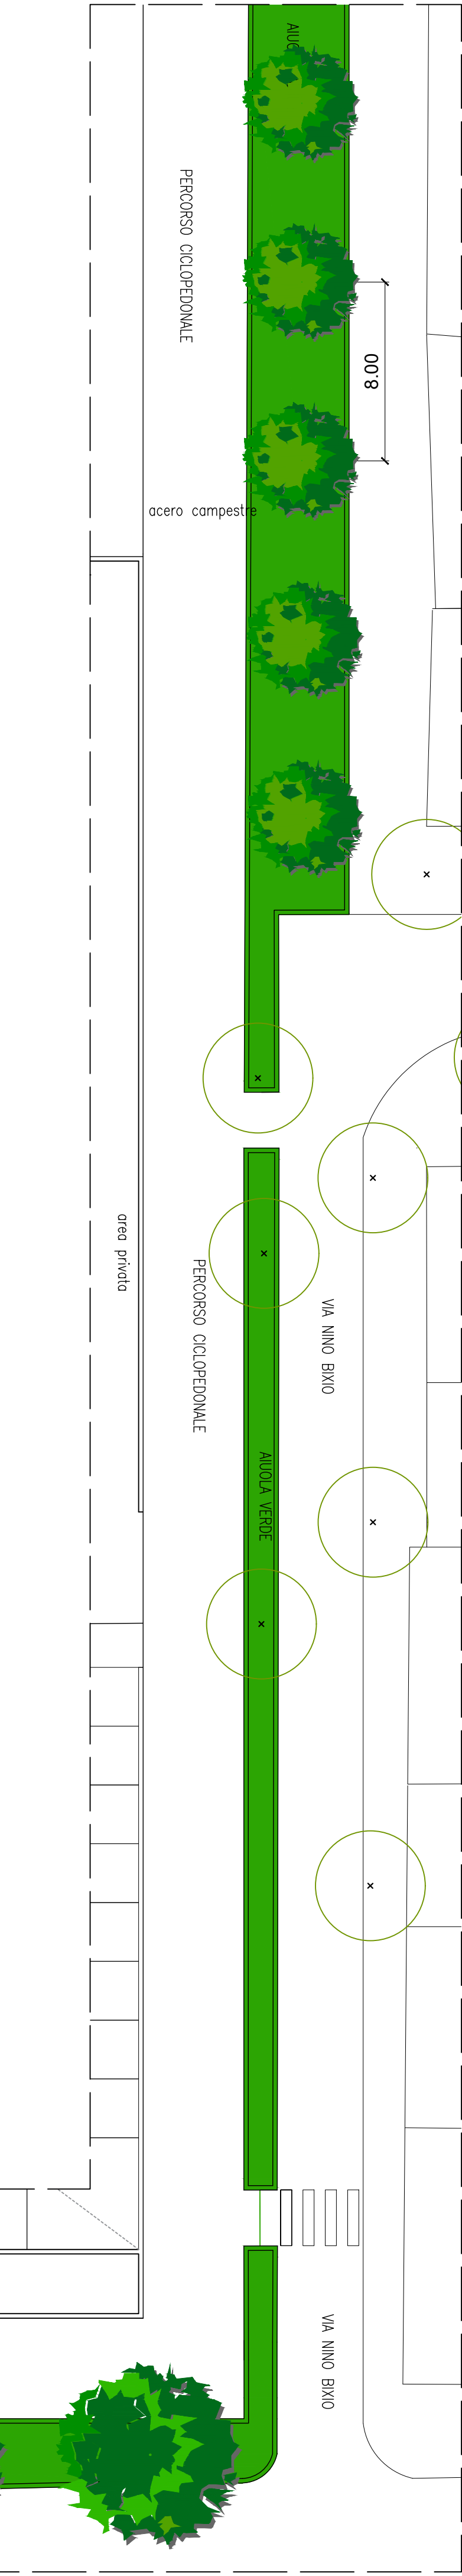 PERCORSO CICLOPEDONALE
8.00
acero campestre
area privata
PERCORSO CICLOPEDONALE
VIA NINO BIXIO
AIUOLA VERDE
VIA NINO BIXIO